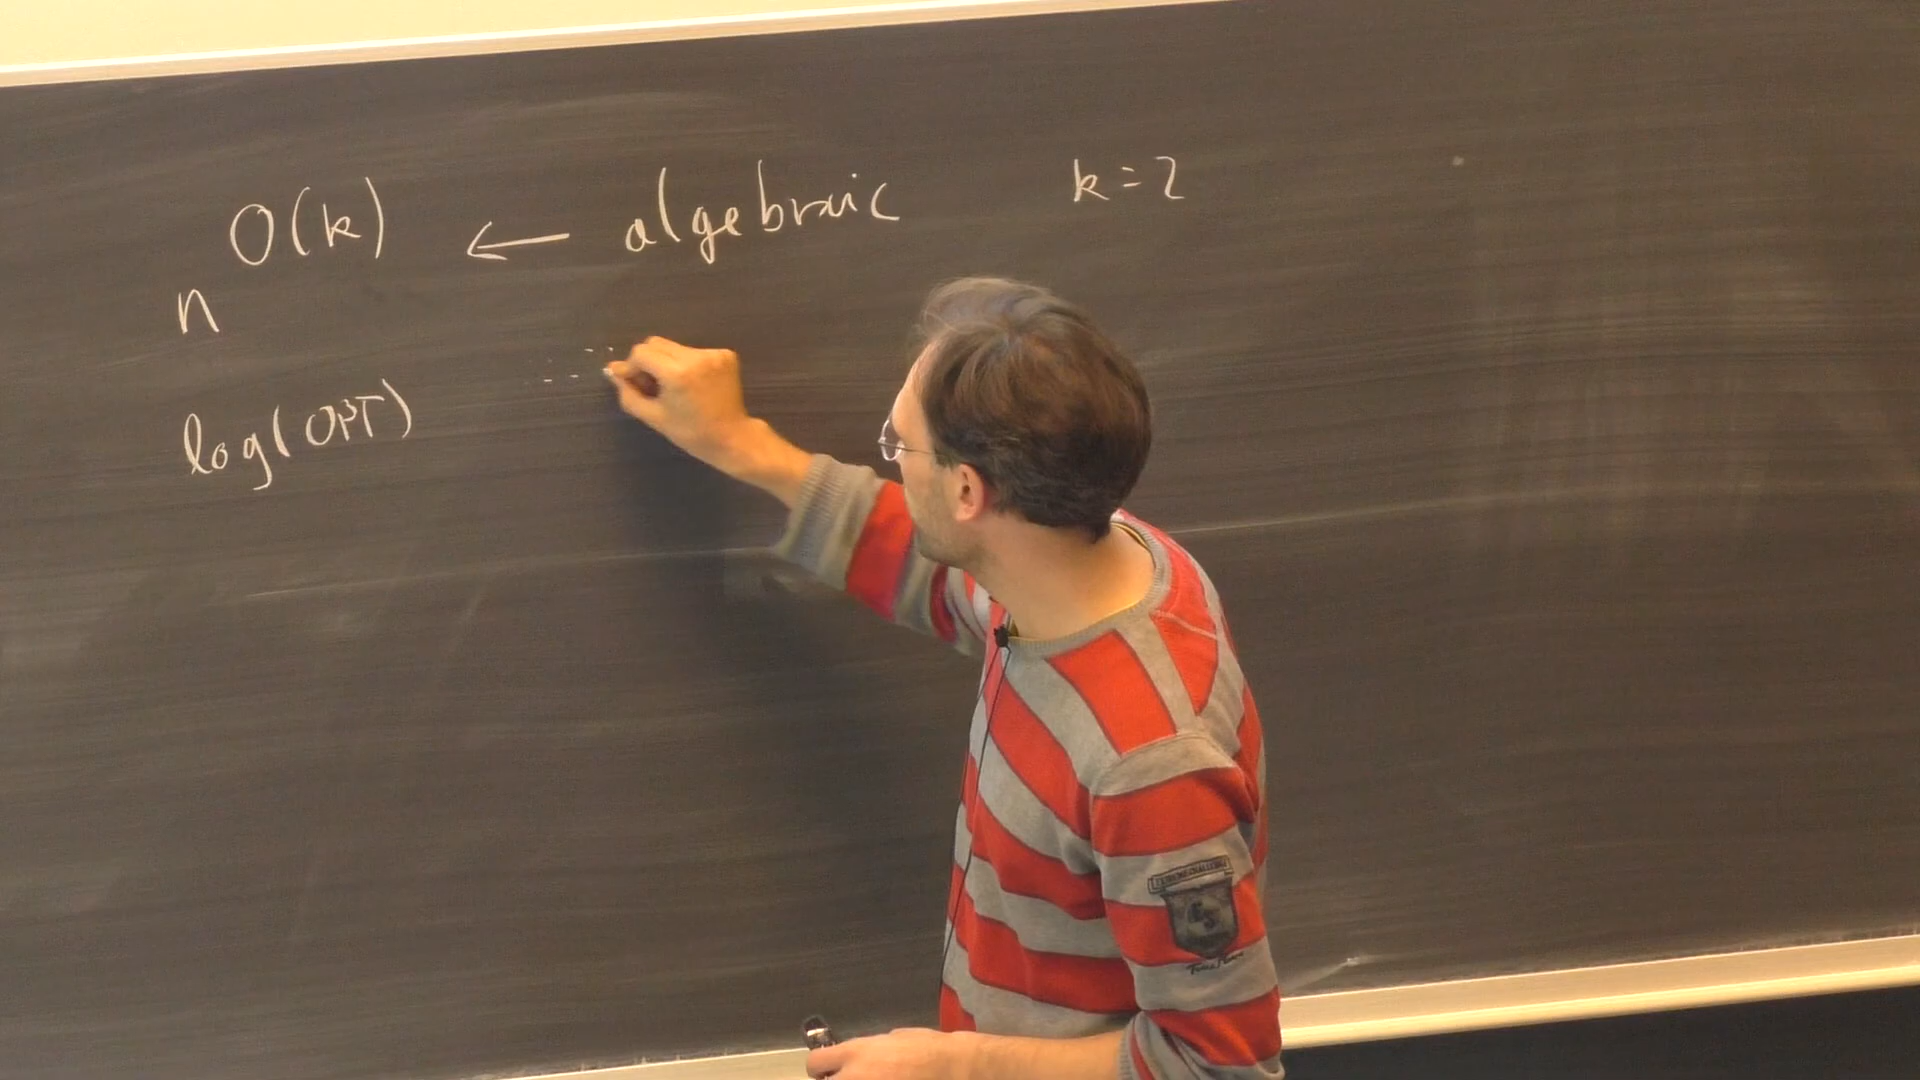 n^O(k) ← algebraic k=2
log(OPT)